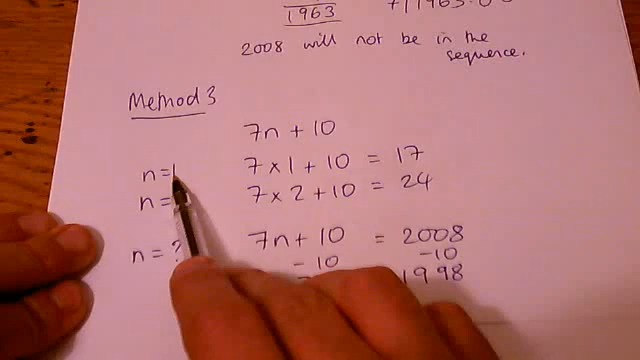 1963
2008 will not be in the
sequence.
Method 3
7n + 10
n = 1 7 × 1 + 10 = 17
n = 7 × 2 + 10 = 24
n = ? 7n + 10 = 2008
- 10 - 10
1998